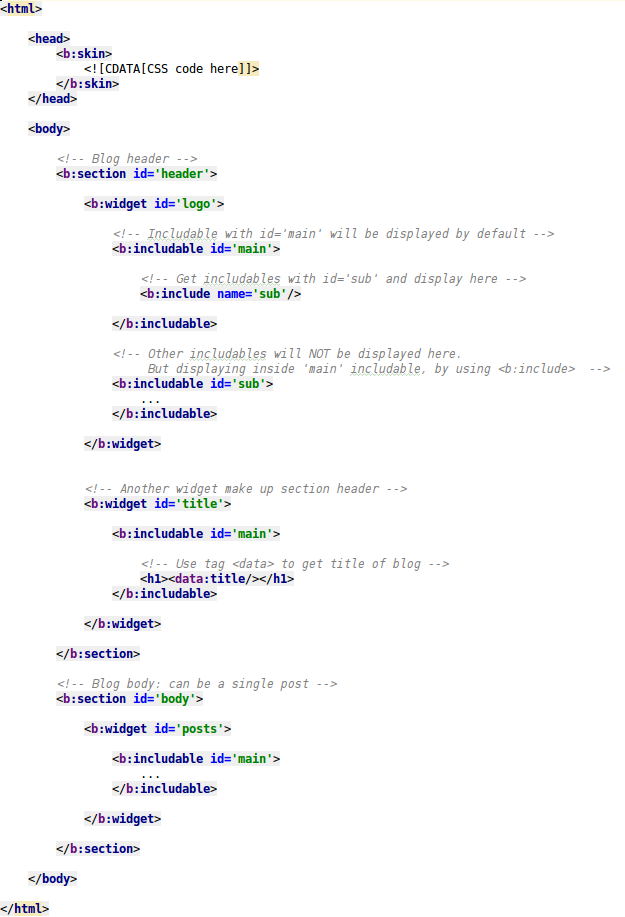 <html>
<head>
<b:skin>
<![CDATA[CSS code here]]>
</b:skin>
</head>
<body>
<!-- Blog header -->
<b:section id='header'>
<b:widget id='logo'>
<!-- Includable with id='main' will be displayed by default -->
<b:includable id='main'>
<!-- Get includables with id='sub' and display here -->
<b:include name='sub'/>
</b:includable>
<!-- Other includables will NOT be displayed here.
But displaying inside 'main' includable, by using <b:include>  -->
<b:includable id='sub'>
...
</b:includable>
</b:widget>
<!-- Another widget make up section header -->
<b:widget id='title'>
<b:includable id='main'>
<!-- Use tag <data> to get title of blog -->
<h1><data:title/></h1>
</b:includable>
</b:widget>
</b:section>
<!-- Blog body: can be a single post -->
<b:section id='body'>
<b:widget id='posts'>
<b:includable id='main'>
...
</b:includable>
</b:widget>
</b:section>
</body>
</html>